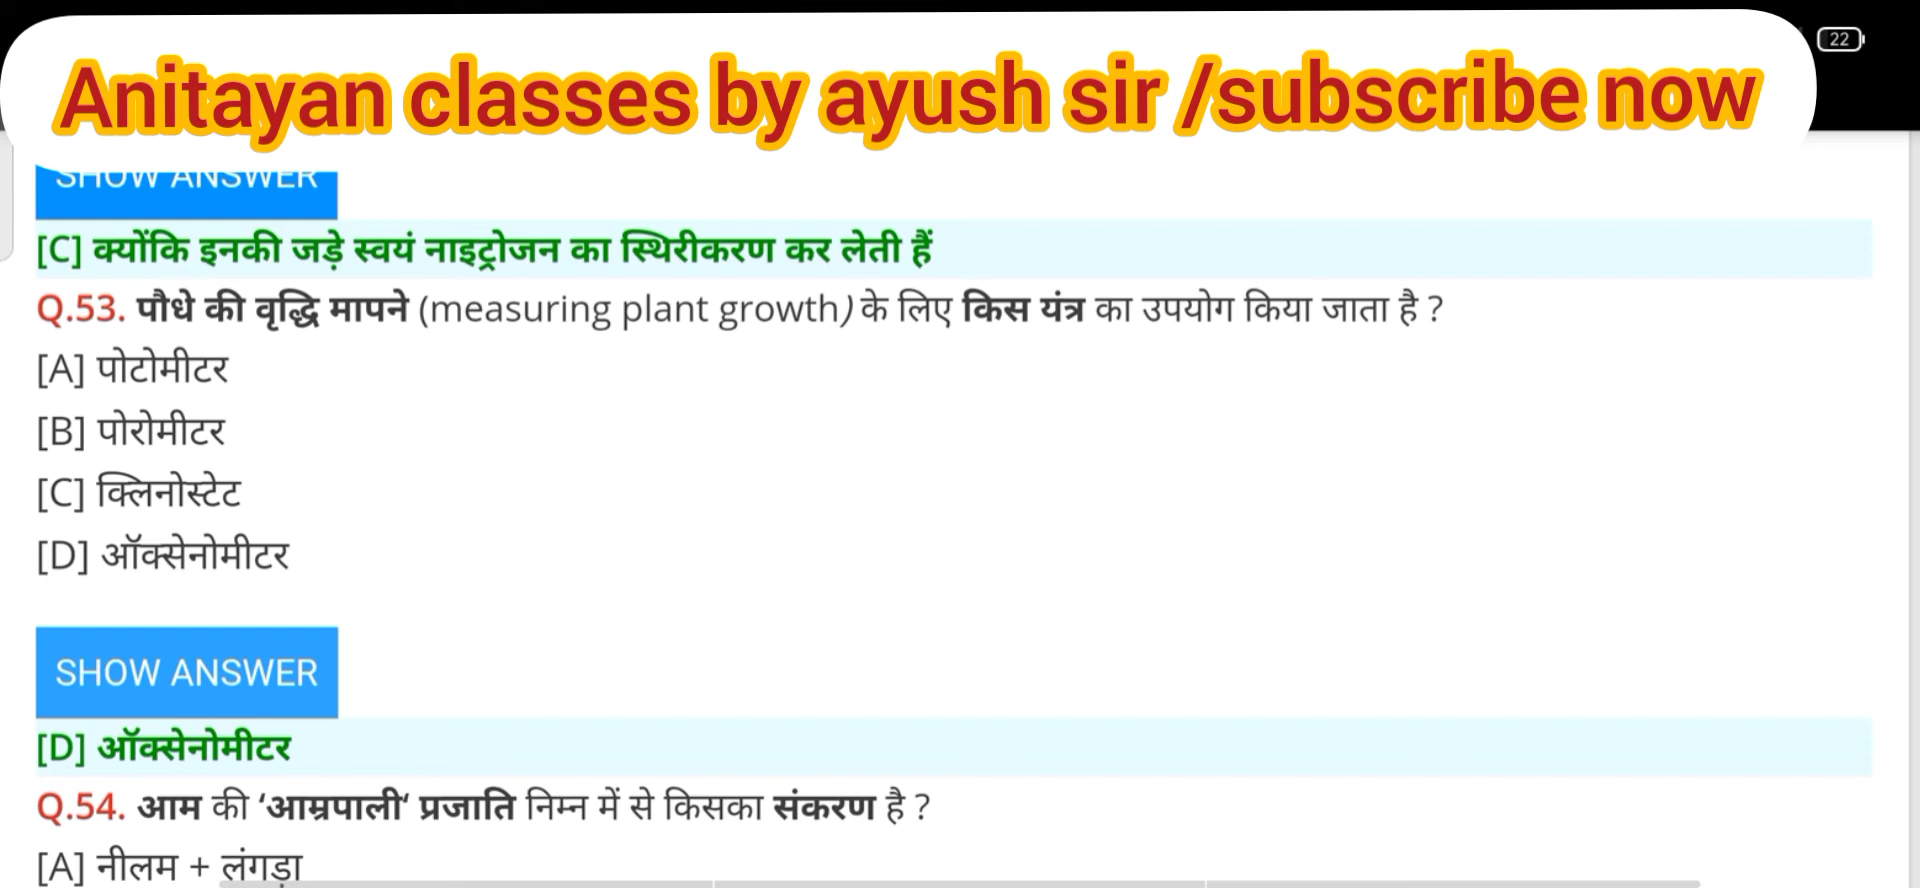 22
Anitayan classes by ayush sir /subscribe now
SHOW ANSWER
[C] क्योंकि इनकी जड़े स्वयं नाइट्रोजन का स्थिरीकरण कर लेती हैं
Q.53. पौधे की वृद्धि मापने (measuring plant growth) के लिए किस यंत्र का उपयोग किया जाता है ?
[A] पोटोमीटर
[B] पोरोमीटर
[C] क्लिनोस्टेट
[D] ऑक्सेनोमीटर
SHOW ANSWER
[D] ऑक्सेनोमीटर
Q.54. आम की ‘आम्रपाली‘ प्रजाति निम्न में से किसका संकरण है ?
[A] नीलम + लंगड़ा